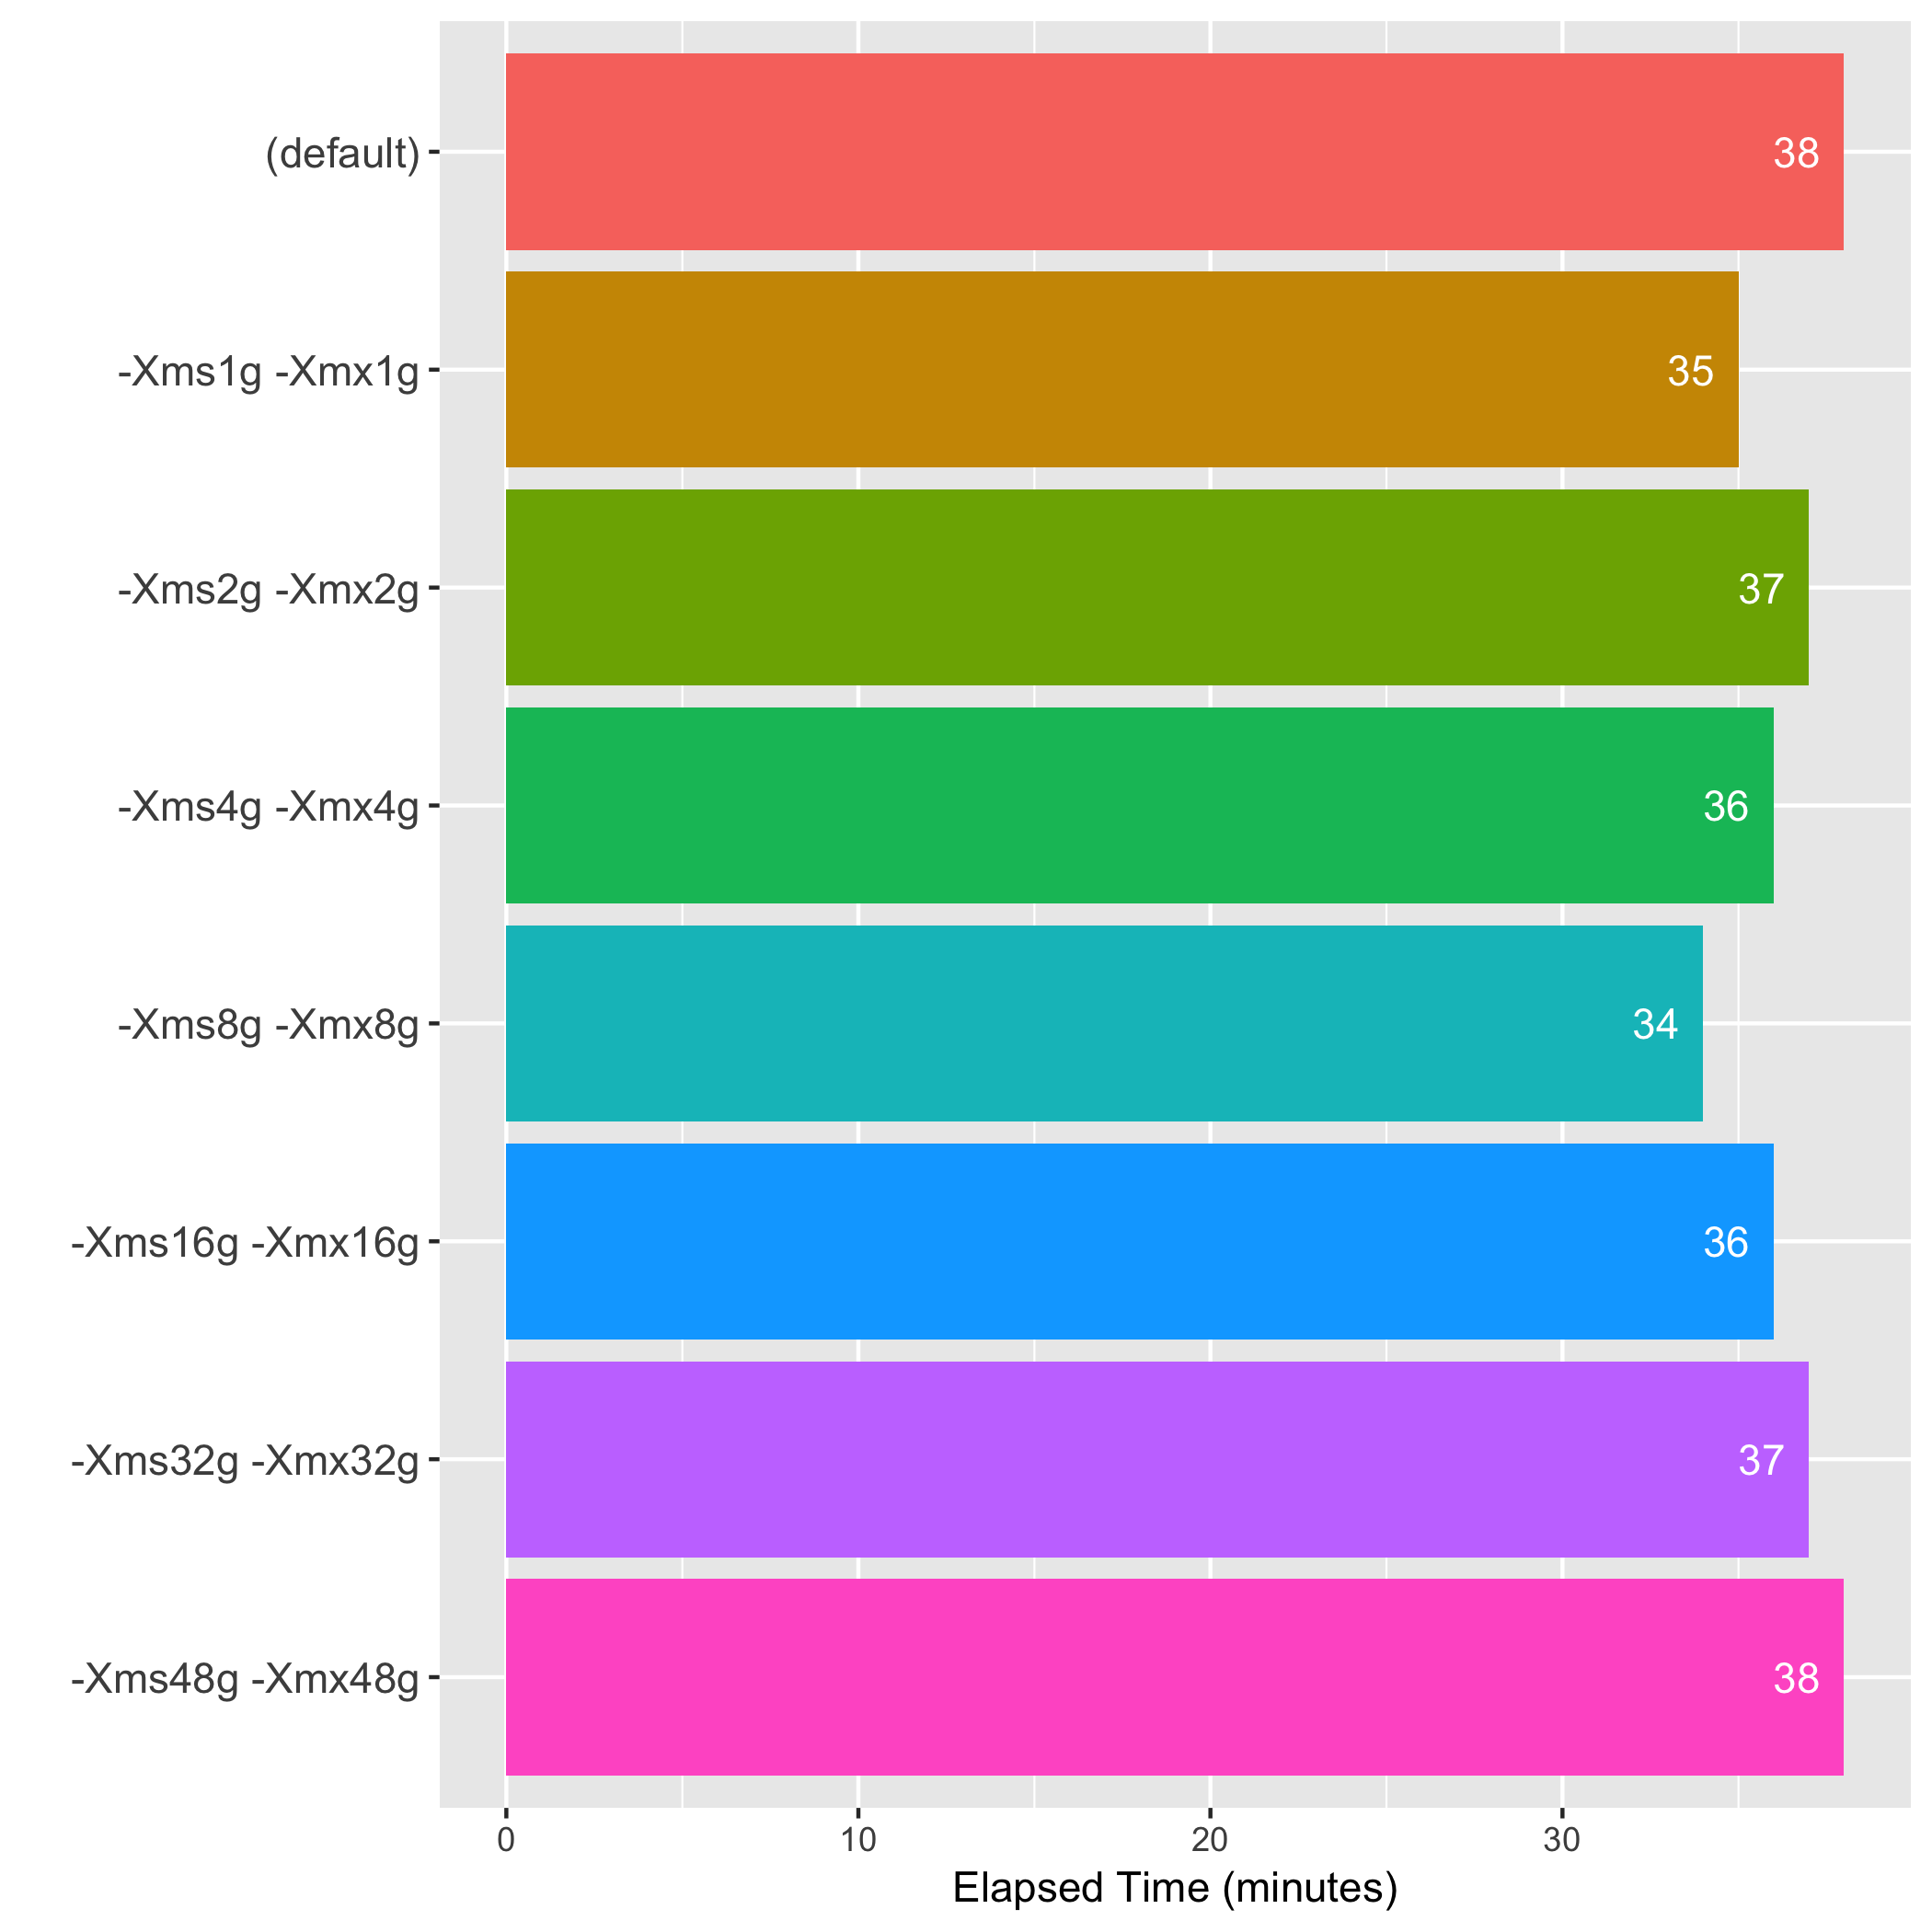 (default)
38
-Xms1g -Xmx1g
35
-Xms2g -Xmx2g
37
-Xms4g -Xmx4g
36
-Xms8g -Xmx8g
34
-Xms16g -Xmx16g
36
-Xms32g -Xmx32g
37
-Xms48g -Xmx48g
38
0 10 20 30
Elapsed Time (minutes)